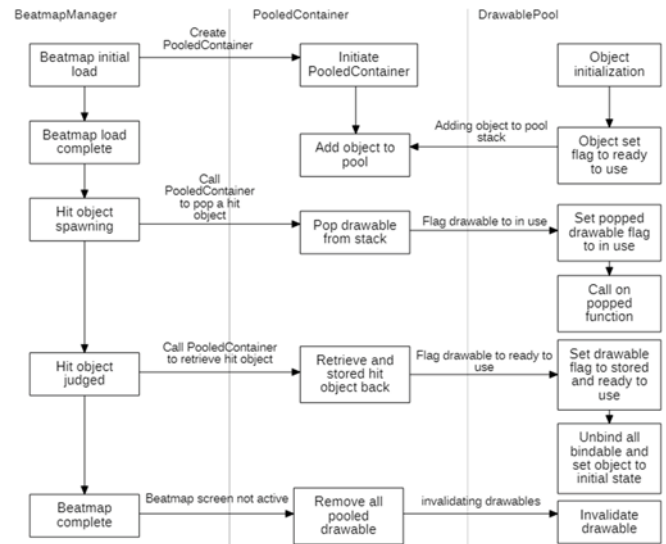 BeatmapManager
PooledContainer
DrawablePool
Beatmap initial
load
Create
PooledContainer
Initiate
PooledContainer
Object
initialization
Beatmap load
complete
Add object to
pool
Adding object to pool
stack
Object set
flag to ready
to use
Call
PooledContainer
to pop a hit
object
Hit object
spawning
Pop drawable
from stack
Flag drawable to in use
Set popped
drawable flag
to in use
Call on
popped
function
Hit object
judged
Call PooledContainer
to retrieve hit object
Retrieve and
stored hit
object back
Flag drawable to ready to
use
Set drawable
flag to stored
and ready to
use
Unbind all
bindable and
set object to
initial state
Beatmap
complete
Beatmap screen not active
Remove all
pooled
drawable
invalidating drawables
Invalidate
drawable